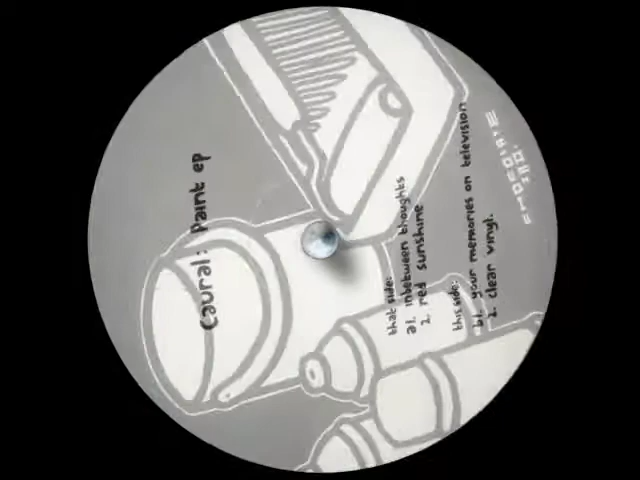 Caural: Paint ep
that side:
a1. inbetween thoughts
2. red sunshine
this side:
b1. your memories on television
2. clear vinyl.